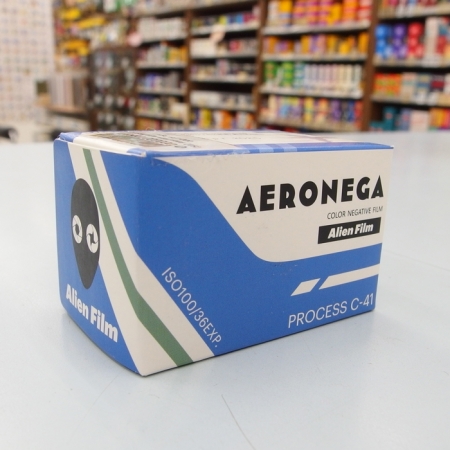 AERONEGA
COLOR NEGATIVE FILM
Alien Film
PROCESS C-41
ISO100/36EXP.
Alien Film